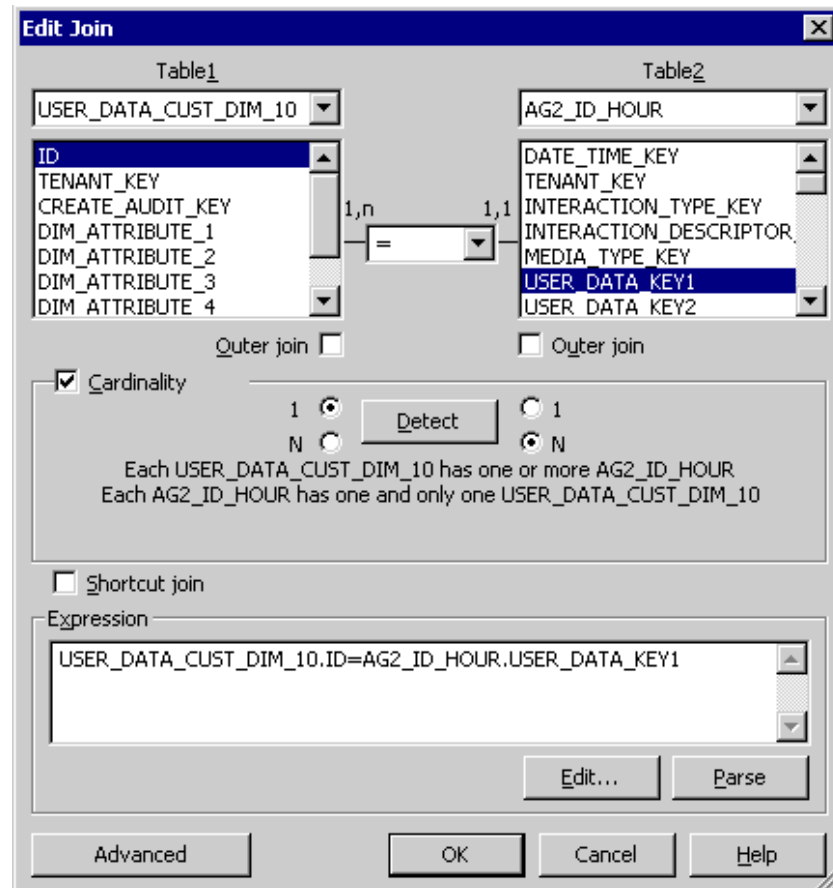 Edit Join
Table1
Table2
USER_DATA_CUST_DIM_10
AG2_ID_HOUR
ID
TENANT_KEY
CREATE_AUDIT_KEY
DIM_ATTRIBUTE_1
DIM_ATTRIBUTE_2
DIM_ATTRIBUTE_3
DIM_ATTRIBUTE_4
1,n
=
1,1
DATE_TIME_KEY
TENANT_KEY
INTERACTION_TYPE_KEY
INTERACTION_DESCRIPTOR_
MEDIA_TYPE_KEY
USER_DATA_KEY1
USER_DATA_KEY2
Outer join
Outer join
Cardinality
1
Detect
1
N
N
Each USER_DATA_CUST_DIM_10 has one or more AG2_ID_HOUR
Each AG2_ID_HOUR has one and only one USER_DATA_CUST_DIM_10
Shortcut join
Expression
USER_DATA_CUST_DIM_10.ID=AG2_ID_HOUR.USER_DATA_KEY1
Edit...
Parse
Advanced
OK
Cancel
Help